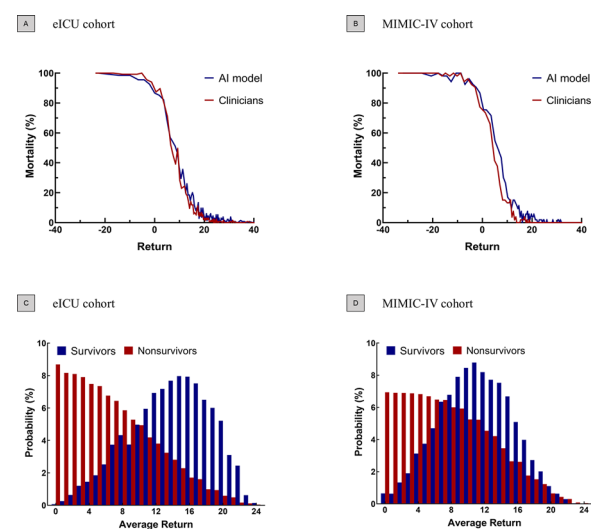 A eICU cohort
B MIMIC-IV cohort
Mortality (%)
100
80
60
40
20
0
-40 -20 0 20 40
Return
AI model
Clinicians
Mortality (%)
100
80
60
40
20
0
-40 -20 0 20 40
Return
AI model
Clinicians
C eICU cohort
D MIMIC-IV cohort
Survivors Nonsurvivors
Probability (%)
10
8
6
4
2
0
0 4 8 12 16 20 24
Average Return
Survivors Nonsurvivors
Probability (%)
10
8
6
4
2
0
0 4 8 12 16 20 24
Average Return